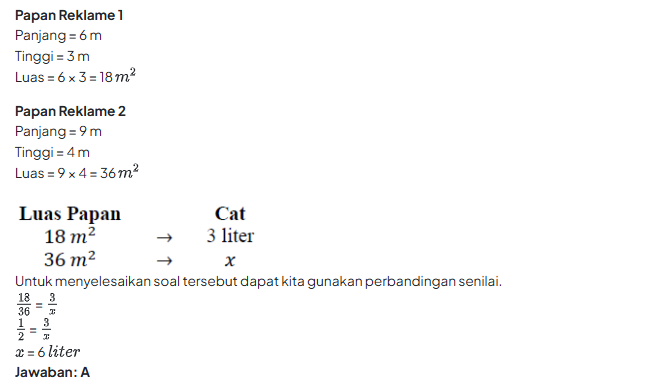 Papan Reklame 1
Panjang = 6 m
Tinggi = 3 m
Luas = 6 × 3 = 18 m²
Papan Reklame 2
Panjang = 9 m
Tinggi = 4 m
Luas = 9 × 4 = 36 m²
Luas Papan Cat
18 m² → 3 liter
36 m² → x
Untuk menyelesaikan soal tersebut dapat kita gunakan perbandingan senilai.
18/36 = 3/x
1/2 = 3/x
x = 6 liter
Jawaban: A